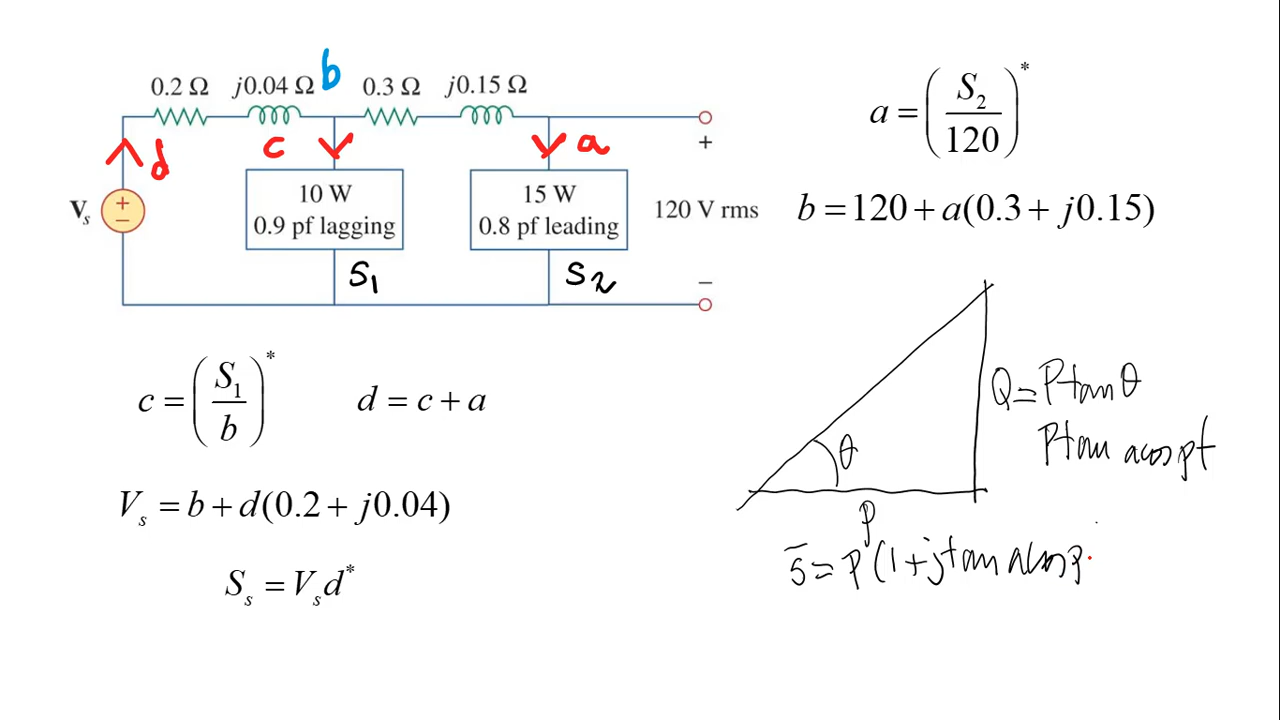 0.2 Ω j0.04 Ω b 0.3 Ω j0.15 Ω
d c a
+
V_s + −
10 W
0.9 pf lagging
15 W
0.8 pf leading
120 V rms
S1 S2
−
a = (S_2 / 120)^*
b = 120 + a(0.3 + j0.15)
c = (S_1 / b)^* d = c + a
V_s = b + d(0.2 + j0.04)
S_s = V_s d^*
Q = P tan θ
P tan acos pf
θ
P
S̅ = P (1 + j tan acos p